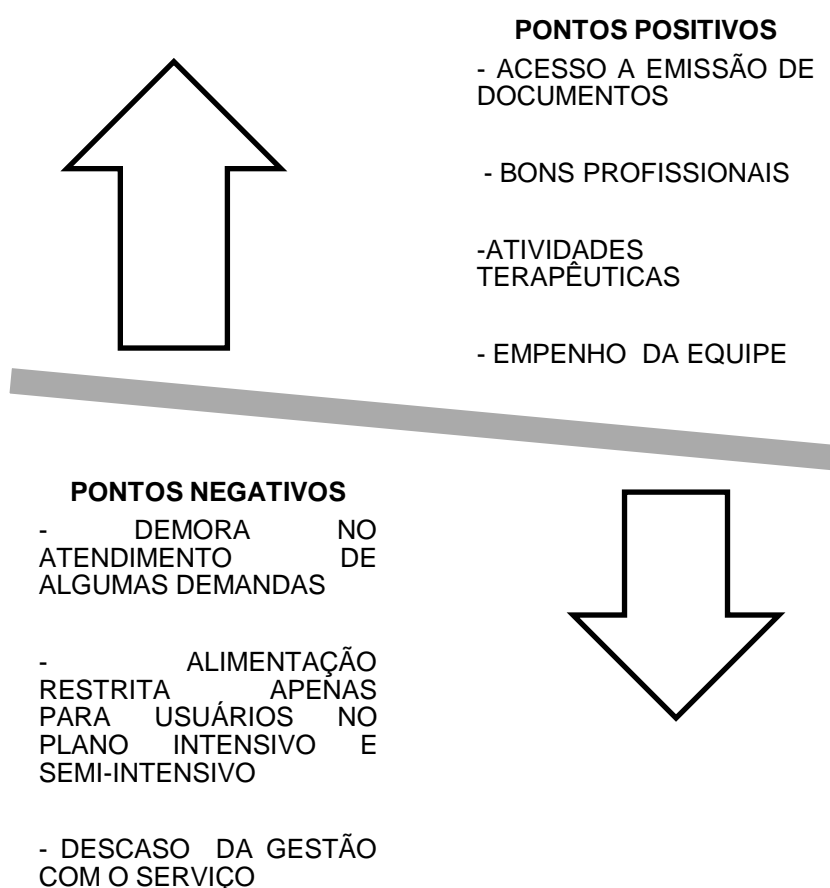 PONTOS POSITIVOS
- ACESSO A EMISSÃO DE
DOCUMENTOS
- BONS PROFISSIONAIS
-ATIVIDADES
TERAPÊUTICAS
- EMPENHO DA EQUIPE
PONTOS NEGATIVOS
- DEMORA NO
ATENDIMENTO DE
ALGUMAS DEMANDAS
- ALIMENTAÇÃO
RESTRITA APENAS
PARA USUÁRIOS NO
PLANO INTENSIVO E
SEMI-INTENSIVO
- DESCASO DA GESTÃO
COM O SERVIÇO